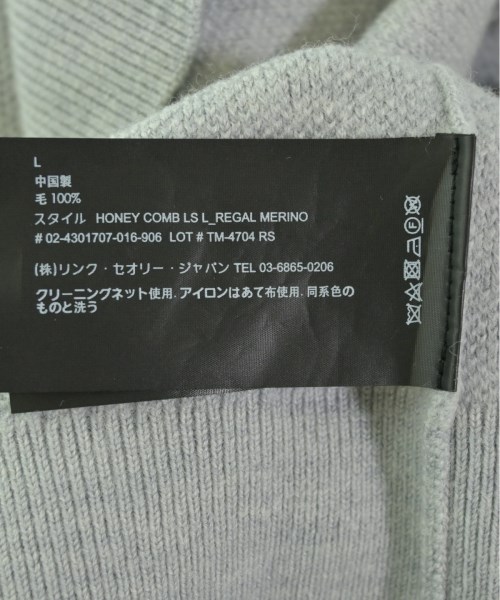 L
中国製
毛 100%
スタイル HONEY COMB LS L_REGAL MERINO
# 02-4301707-016-906 LOT # TM-4704 RS
(株)リンク・セオリー・ジャパン TEL 03-6865-0206
クリーニングネット使用. アイロンはあて布使用. 同系色の
ものと洗う
F